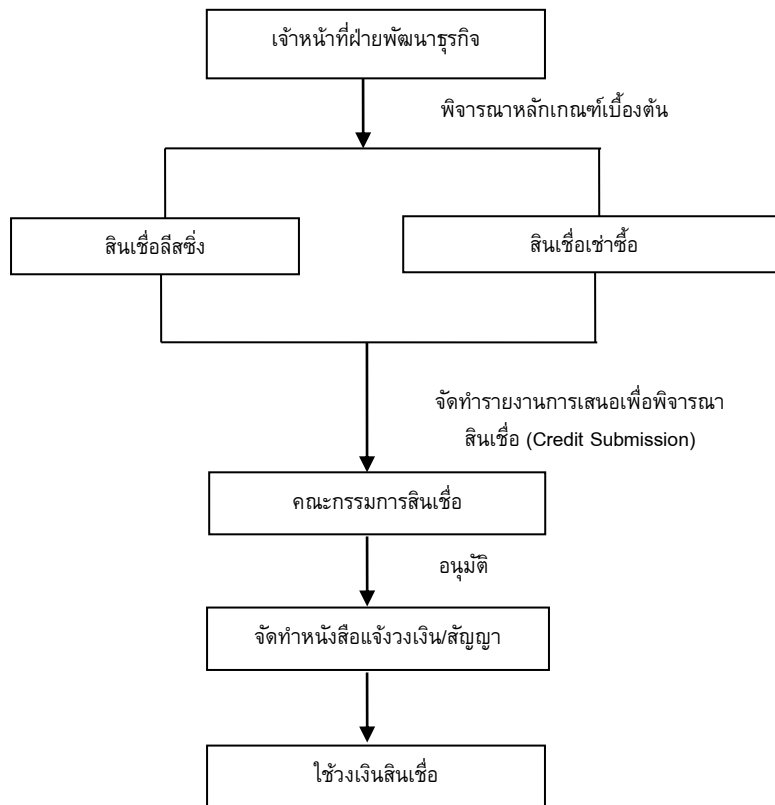 เจ้าหน้าที่ฝ่ายพัฒนาธุรกิจ
พิจารณาหลักเกณฑ์เบื้องต้น
สินเชื่อลีสซิ่ง
สินเชื่อเช่าซื้อ
จัดทำรายงานการเสนอเพื่อพิจารณา
สินเชื่อ (Credit Submission)
คณะกรรมการสินเชื่อ
อนุมัติ
จัดทำหนังสือแจ้งวงเงิน/สัญญา
ใช้วงเงินสินเชื่อ